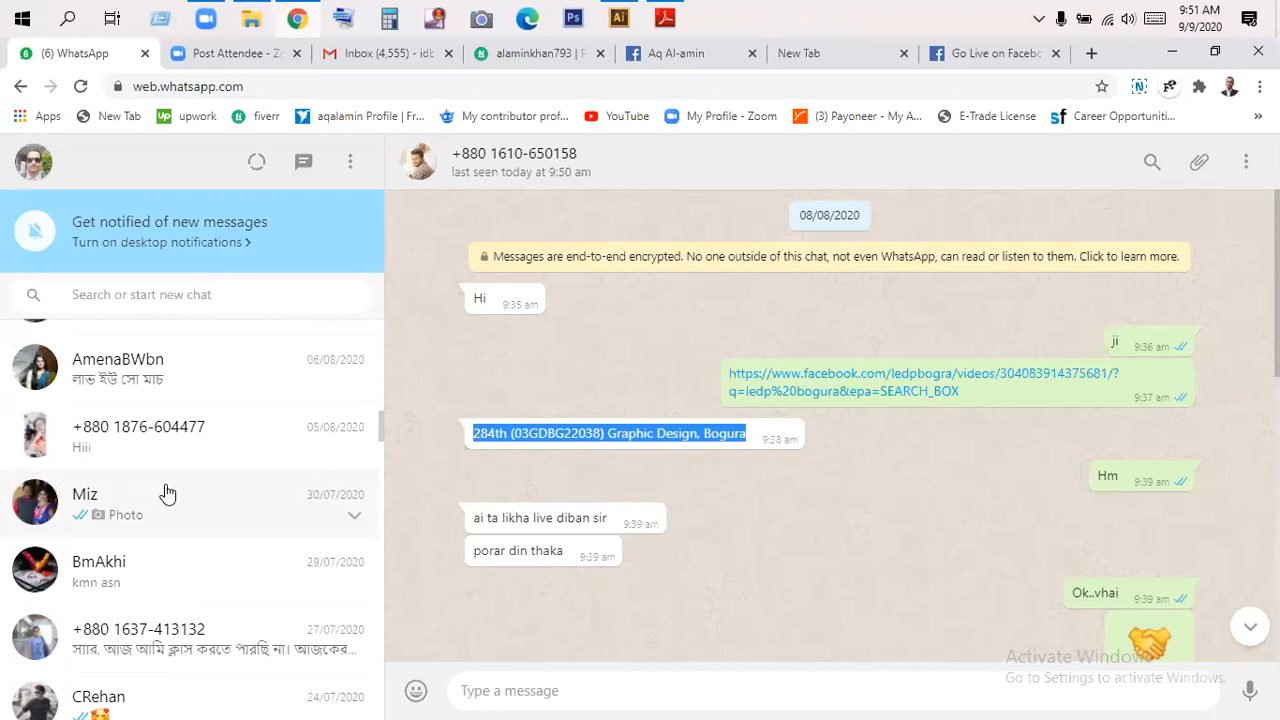 9:51 AM
9/9/2020
(6) WhatsApp
Post Attendee - Zo
Inbox (4,555) - idb
alaminkhan793 | F
Aq Al-amin
New Tab
Go Live on Facebo
web.whatsapp.com
Apps
New Tab
upwork
fiverr
aqalamin Profile | Fr...
My contributor prof...
YouTube
My Profile - Zoom
(3) Payoneer - My A...
E-Trade License
Career Opportuniti...
+880 1610-650158
last seen today at 9:50 am
Get notified of new messages
Turn on desktop notifications
Search or start new chat
AmenaBWbn
06/08/2020
লাভ ইউ সো মাচ
+880 1876-604477
05/08/2020
Hiii
Miz
30/07/2020
Photo
BmAkhi
29/07/2020
kmn asn
+880 1637-413132
27/07/2020
স্যার, আজ আমি ক্লাস করতে পারছি না। আজকের...
CRehan
24/07/2020
08/08/2020
Messages are end-to-end encrypted. No one outside of this chat, not even WhatsApp, can read or listen to them. Click to learn more.
Hi
9:35 am
ji
9:36 am
https://www.facebook.com/ledpbogra/videos/304083914375681/?
q=ledp%20bogura&epa=SEARCH_BOX
9:37 am
284th (03GDBG22038) Graphic Design, Bogura
9:38 am
Hm
9:39 am
ai ta likha live diban sir
9:39 am
porar din thaka
9:39 am
Ok..vhai
9:39 am
Activate Windows
Go to Settings to activate Windows.
Type a message